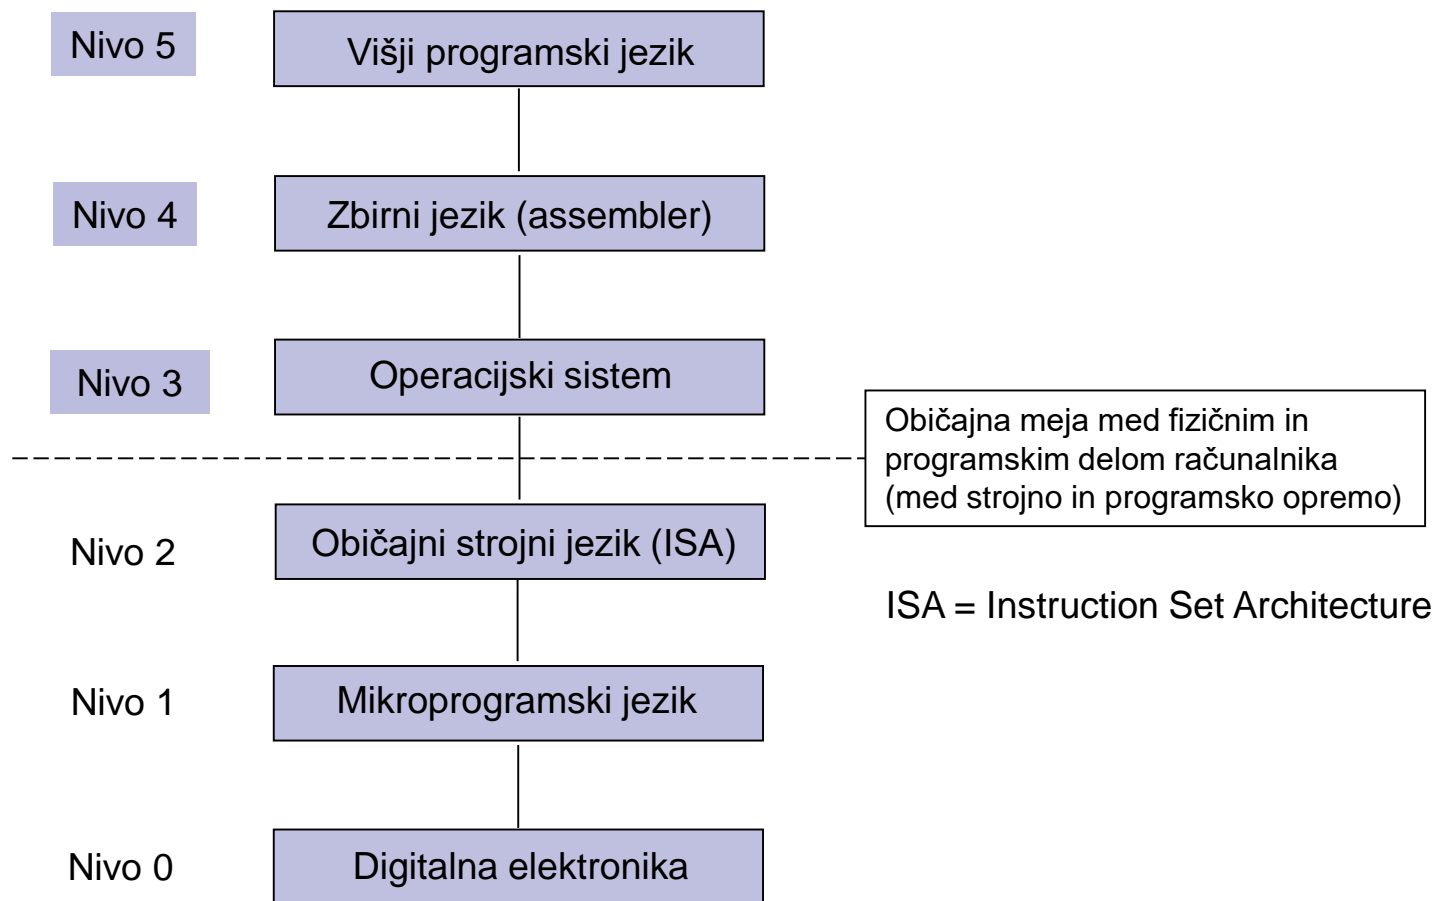 Nivo 5
Višji programski jezik
Nivo 4
Zbirni jezik (assembler)
Nivo 3
Operacijski sistem
Običajna meja med fizičnim in
programskim delom računalnika
(med strojno in programsko opremo)
Nivo 2
Običajni strojni jezik (ISA)
ISA = Instruction Set Architecture
Nivo 1
Mikroprogramski jezik
Nivo 0
Digitalna elektronika